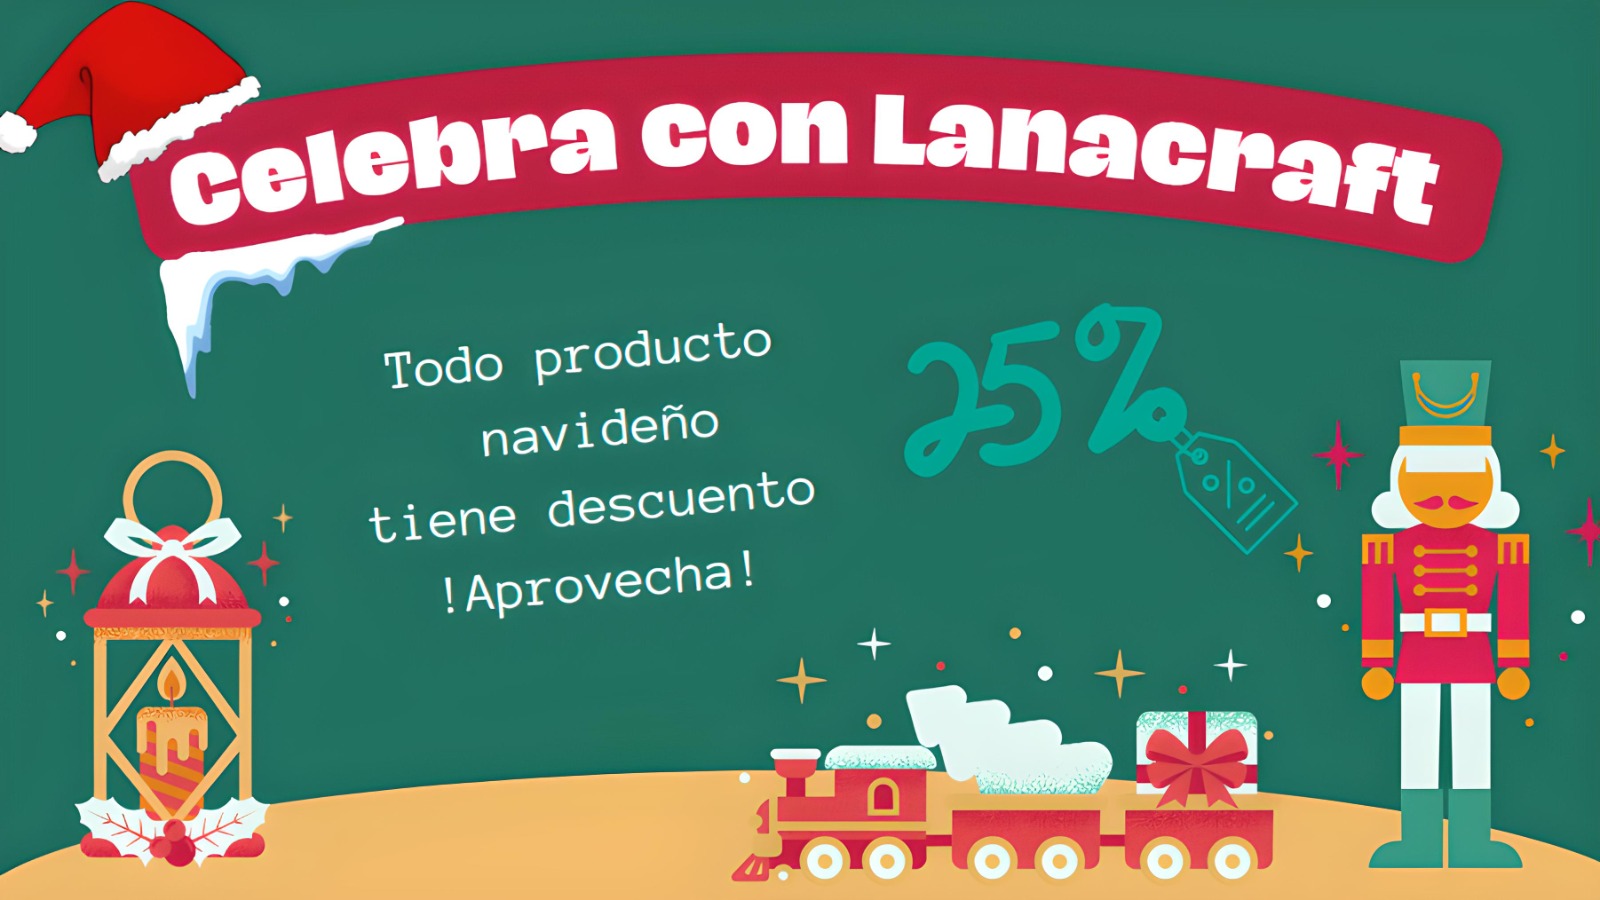 Celebra con Lanacraft
Todo producto
navideño
tiene descuento
!Aprovecha!
25%